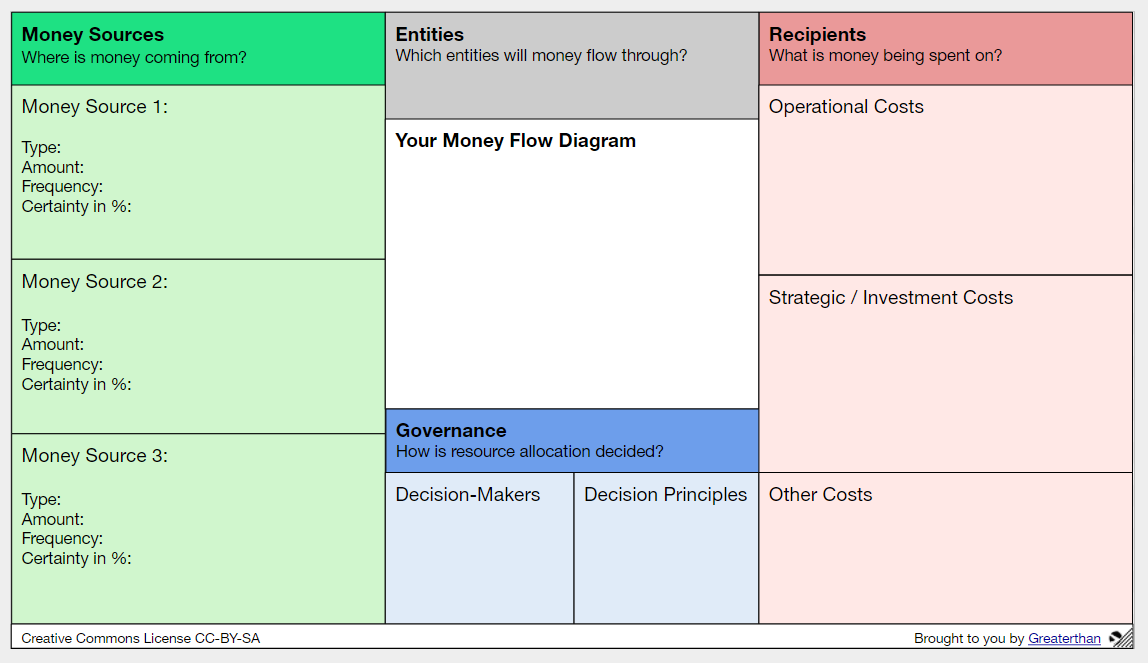 Money Sources
Where is money coming from?
Money Source 1:
Type:
Amount:
Frequency:
Certainty in %:
Money Source 2:
Type:
Amount:
Frequency:
Certainty in %:
Money Source 3:
Type:
Amount:
Frequency:
Certainty in %:
Entities
Which entities will money flow through?
Your Money Flow Diagram
Governance
How is resource allocation decided?
Decision-Makers
Decision Principles
Recipients
What is money being spent on?
Operational Costs
Strategic / Investment Costs
Other Costs
Creative Commons License CC-BY-SA
Brought to you by Greaterthan